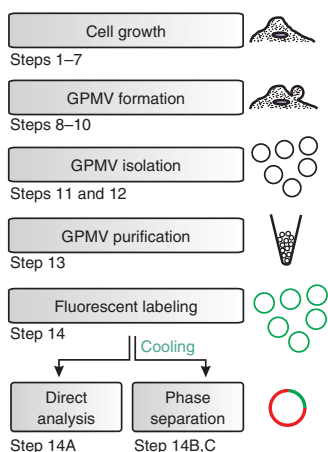 Cell growth
Steps 1–7
GPMV formation
Steps 8–10
GPMV isolation
Steps 11 and 12
GPMV purification
Step 13
Fluorescent labeling
Step 14
Cooling
Direct
analysis
Step 14A
Phase
separation
Step 14B,C